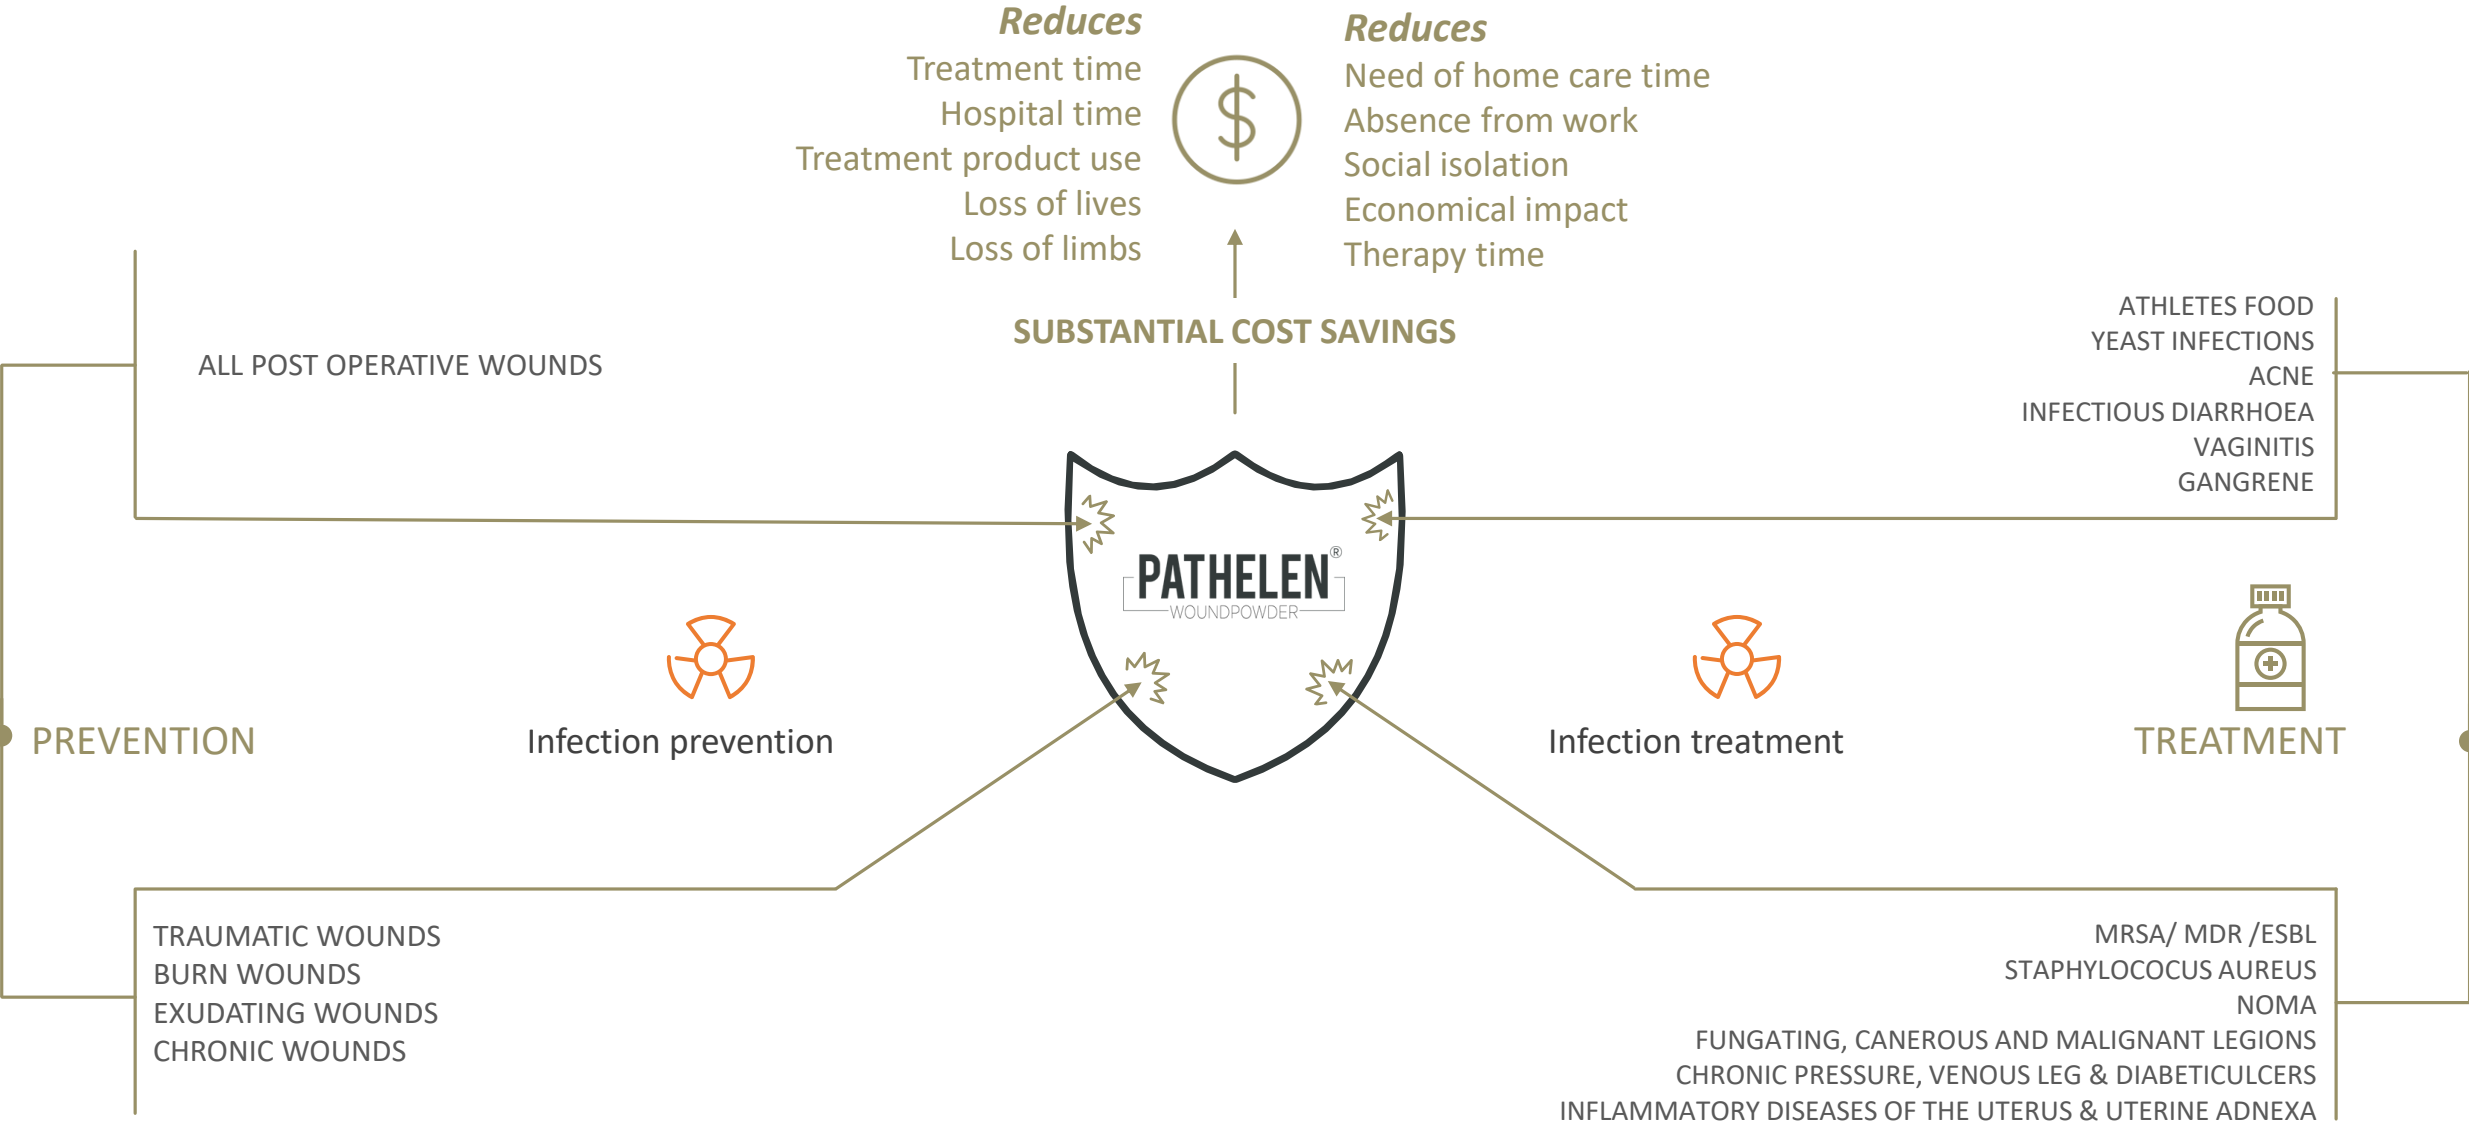 Reduces
Treatment time
Hospital time
Treatment product use
Loss of lives
Loss of limbs
$
Reduces
Need of home care time
Absence from work
Social isolation
Economical impact
Therapy time
SUBSTANTIAL COST SAVINGS
ALL POST OPERATIVE WOUNDS
ATHLETES FOOD
YEAST INFECTIONS
ACNE
INFECTIOUS DIARRHOEA
VAGINITIS
GANGRENE
PATHELEN®
WOUNDPOWDER
PREVENTION
Infection prevention
Infection treatment
TREATMENT
TRAUMATIC WOUNDS
BURN WOUNDS
EXUDATING WOUNDS
CHRONIC WOUNDS
MRSA/ MDR /ESBL
STAPHYLOCOCUS AUREUS
NOMA
FUNGATING, CANEROUS AND MALIGNANT LEGIONS
CHRONIC PRESSURE, VENOUS LEG & DIABETICULCERS
INFLAMMATORY DISEASES OF THE UTERUS & UTERINE ADNEXA